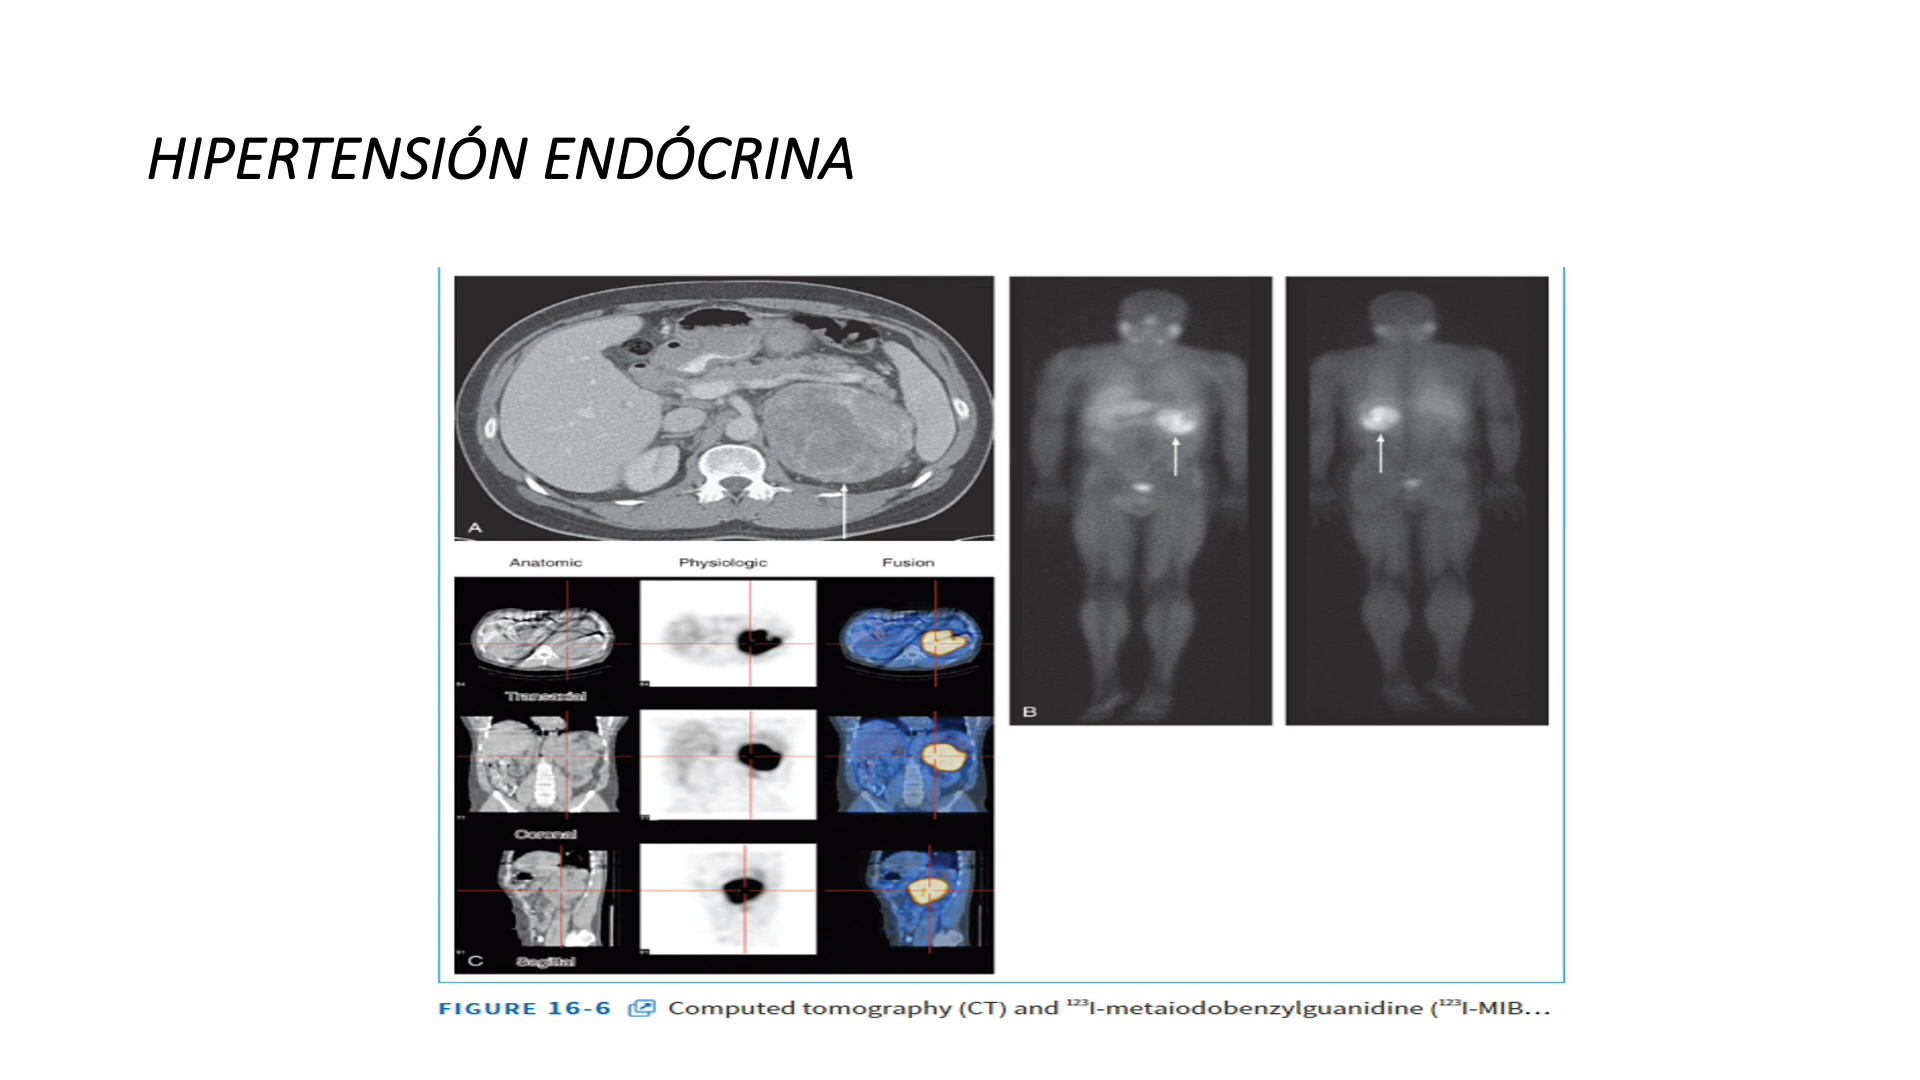 HIPERTENSIÓN ENDÓCRINA
A
B
Anatomic Physiologic Fusion
Transaxial
Coronal
Sagittal
C
FIGURE 16-6 Computed tomography (CT) and ¹²³I-metaiodobenzylguanidine (¹²³I-MIB...